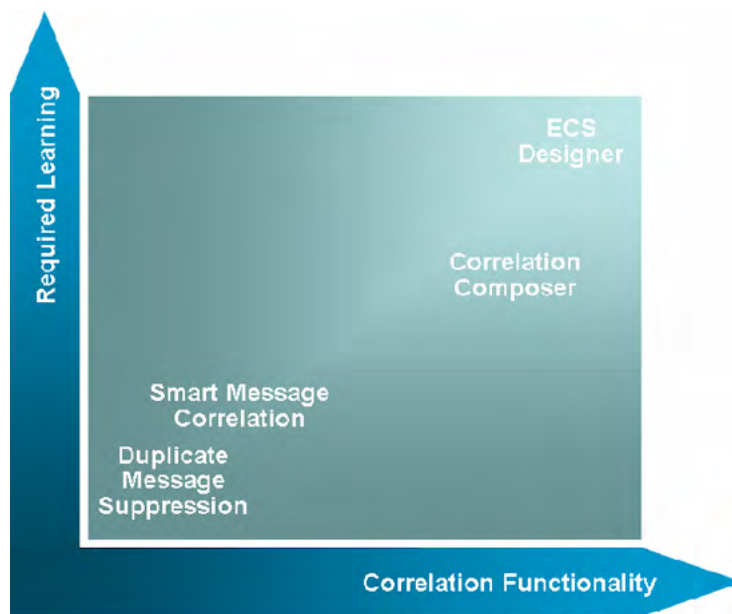 Required Learning
ECS
Designer
Correlation
Composer
Smart Message
Correlation
Duplicate
Message
Suppression
Correlation Functionality